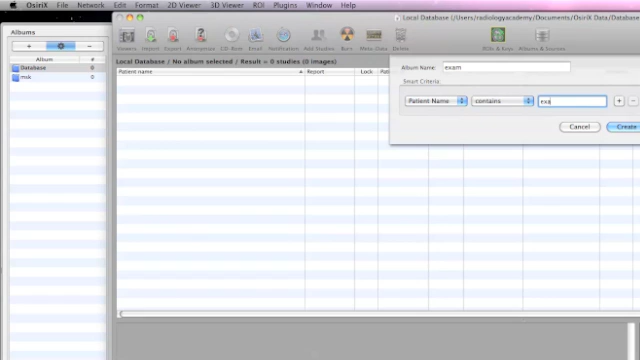 OsiriX File Network Edit Format 2D Viewer 3D Viewer ROI Plugins Window Help
Local Database (/Users/radiologyacademy/Documents/OsiriX Data/Database
Albums
+ -
Viewers Import Export Anonymize CD-Rom Email Notification Add Studies Burn Meta-Data Delete ROIs & Keys Albums & Sources
Album #
Database 0
msk 0
Local Database / No album selected / Result = 0 studies (0 images)
Patient name Report Lock
Album Name: exam
Smart Criteria:
Patient Name contains exa + -
Cancel Create